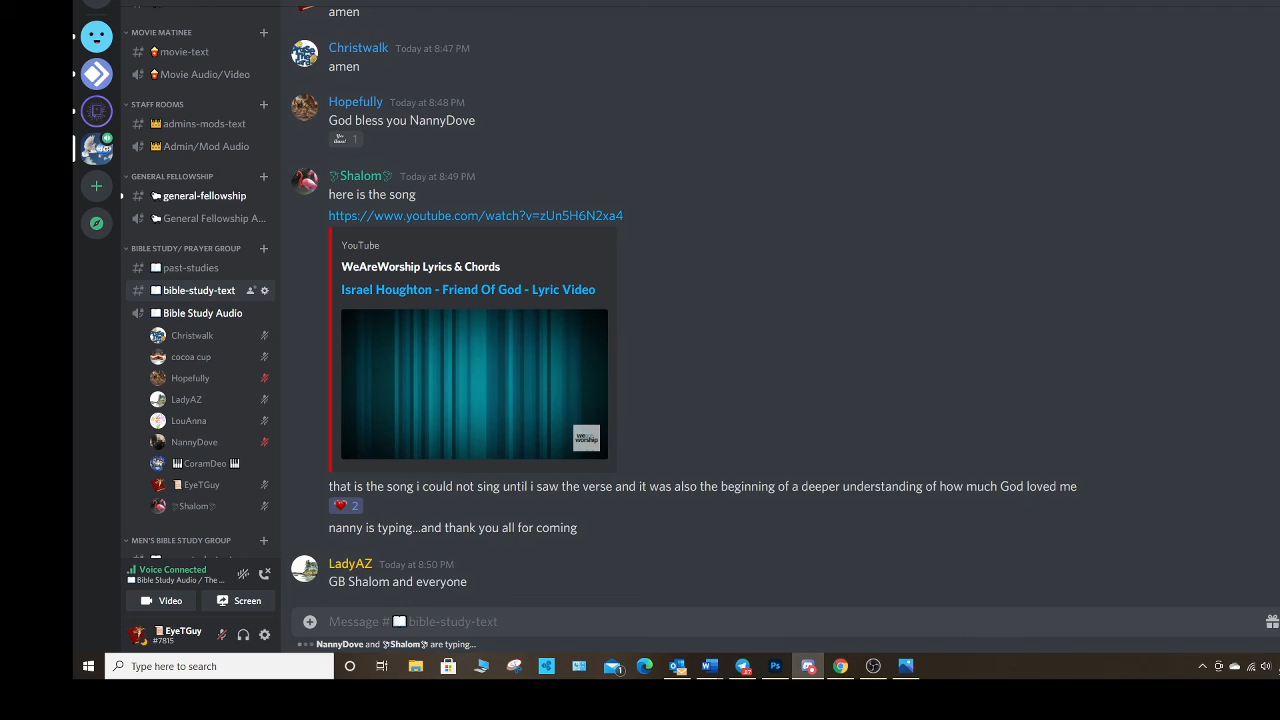 MOVIE MATINEE
movie-text
Movie Audio/Video
STAFF ROOMS
admins-mods-text
Admin/Mod Audio
GENERAL FELLOWSHIP
general-fellowship
General Fellowship A...
BIBLE STUDY/ PRAYER GROUP
past-studies
bible-study-text
Bible Study Audio
Christwalk
cocoa cup
Hopefully
LadyAZ
LouAnna
NannyDove
CoramDeo
EyeTGuy
Shalom
MEN'S BIBLE STUDY GROUP
Voice Connected
Bible Study Audio / The ...
Video
Screen
EyeTGuy
#7815
amen
Christwalk Today at 8:47 PM
amen
Hopefully Today at 8:48 PM
God bless you NannyDove
1
Shalom Today at 8:49 PM
here is the song
https://www.youtube.com/watch?v=zUn5H6N2xa4
YouTube
WeAreWorship Lyrics & Chords
Israel Houghton - Friend Of God - Lyric Video
we are
worship
that is the song i could not sing until i saw the verse and it was also the beginning of a deeper understanding of how much God loved me
2
nanny is typing...and thank you all for coming
LadyAZ Today at 8:50 PM
GB Shalom and everyone
Message # bible-study-text
NannyDove and Shalom are typing...
Type here to search